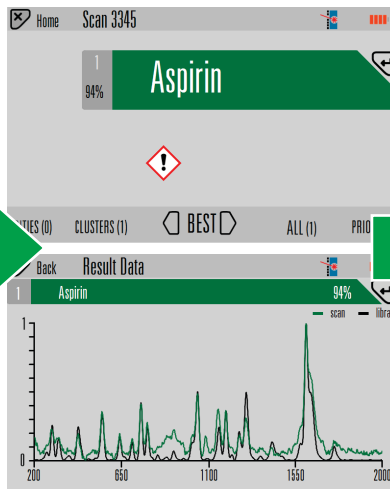 Home Scan 3345
1
94%
Aspirin
CLUSTERS (1) BEST ALL (1)
Back Result Data
1 Aspirin 94%
scan
1
0
200 650 1100 1550 2000